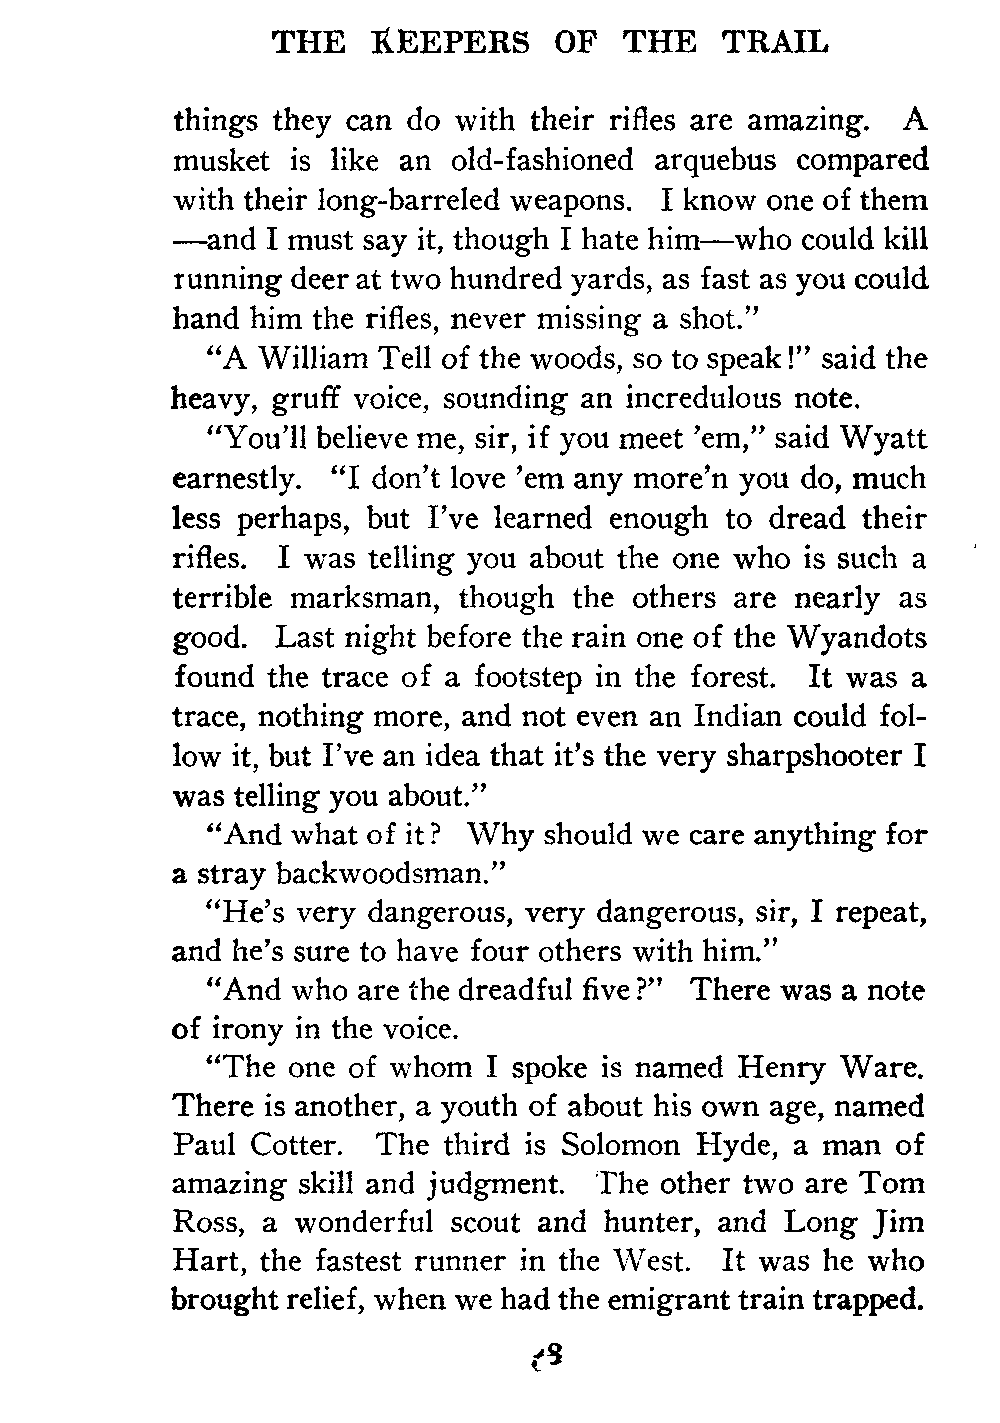 THE KEEPERS OF THE TRAIL
things they can do with their rifles are amazing. A
musket is like an old-fashioned arquebus compared
with their long-barreled weapons. I know one of them
—and I must say it, though I hate him—who could kill
running deer at two hundred yards, as fast as you could
hand him the rifles, never missing a shot.”
“A William Tell of the woods, so to speak!” said the
heavy, gruff voice, sounding an incredulous note.
“You'll believe me, sir, if you meet ’em,” said Wyatt
earnestly. “I don't love ’em any more'n you do, much
less perhaps, but I've learned enough to dread their
rifles. I was telling you about the one who is such a
terrible marksman, though the others are nearly as
good. Last night before the rain one of the Wyandots
found the trace of a footstep in the forest. It was a
trace, nothing more, and not even an Indian could fol-
low it, but I've an idea that it's the very sharpshooter I
was telling you about.”
“And what of it? Why should we care anything for
a stray backwoodsman.”
“He's very dangerous, very dangerous, sir, I repeat,
and he's sure to have four others with him.”
“And who are the dreadful five?” There was a note
of irony in the voice.
“The one of whom I spoke is named Henry Ware.
There is another, a youth of about his own age, named
Paul Cotter. The third is Solomon Hyde, a man of
amazing skill and judgment. The other two are Tom
Ross, a wonderful scout and hunter, and Long Jim
Hart, the fastest runner in the West. It was he who
brought relief, when we had the emigrant train trapped.